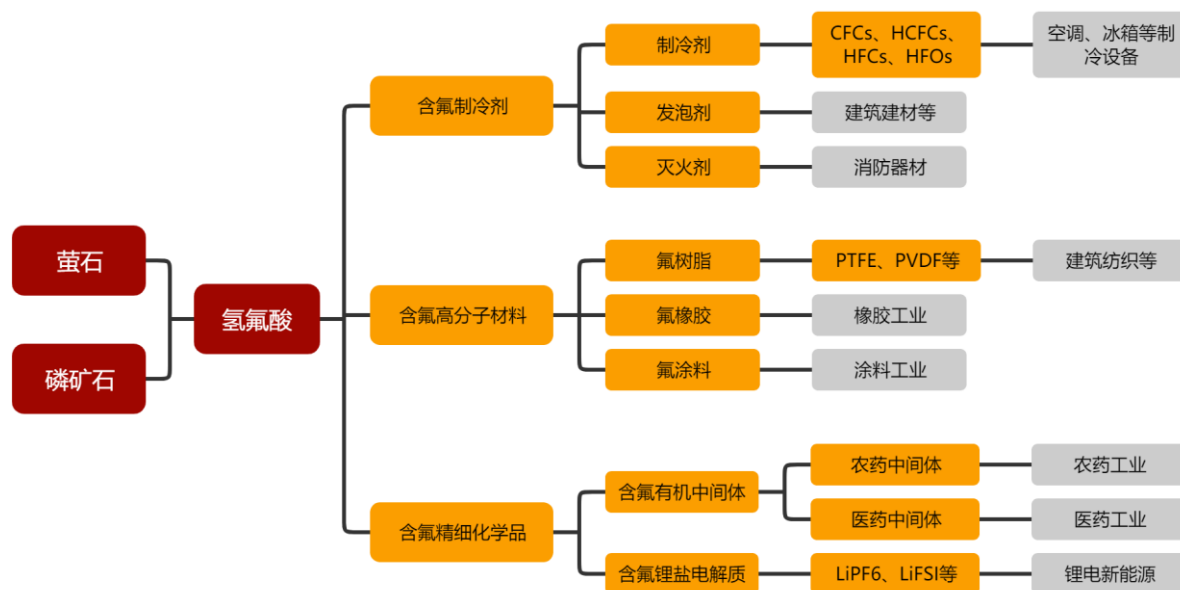 萤石
磷矿石
氢氟酸
含氟制冷剂
制冷剂
CFCs、HCFCs、
HFCs、HFOs
空调、冰箱等制
冷设备
发泡剂
建筑建材等
灭火剂
消防器材
含氟高分子材料
氟树脂
PTFE、PVDF等
建筑纺织等
氟橡胶
橡胶工业
氟涂料
涂料工业
含氟精细化学品
含氟有机中间体
农药中间体
农药工业
医药中间体
医药工业
含氟锂盐电解质
LiPF6、LiFSI等
锂电新能源